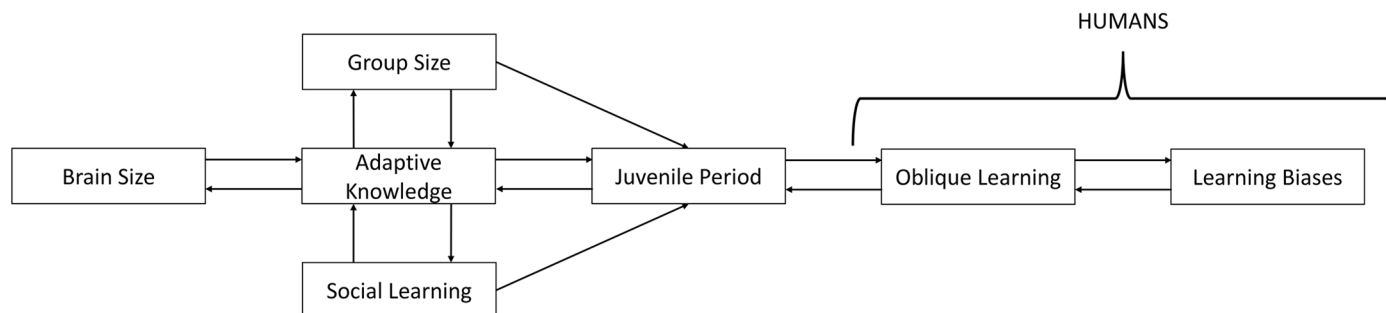 HUMANS
Group Size
Brain Size
Adaptive
Knowledge
Juvenile Period
Oblique Learning
Learning Biases
Social Learning